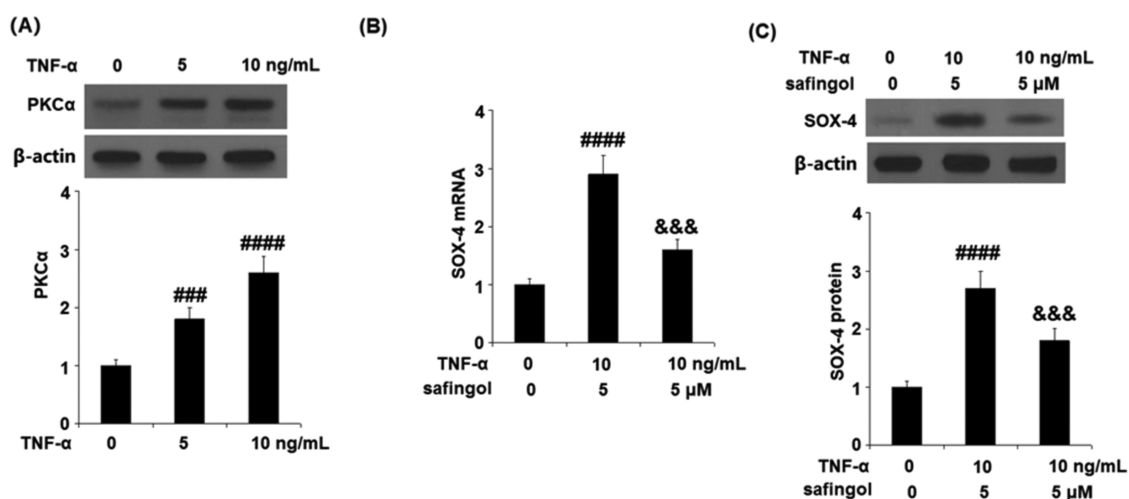 (A)
TNF-α 0 5 10 ng/mL
PKCα
β-actin
4
3
2
1
0
PKCα
###
####
TNF-α 0 5 10 ng/mL
(B)
4
3
2
1
0
SOX-4 mRNA
####
&&&
TNF-α 0 10 10 ng/mL
safingol 0 5 5 μM
(C)
TNF-α 0 10 10 ng/mL
safingol 0 5 5 μM
SOX-4
β-actin
4
3
2
1
0
SOX-4 protein
####
&&&
TNF-α 0 10 10 ng/mL
safingol 0 5 5 μM